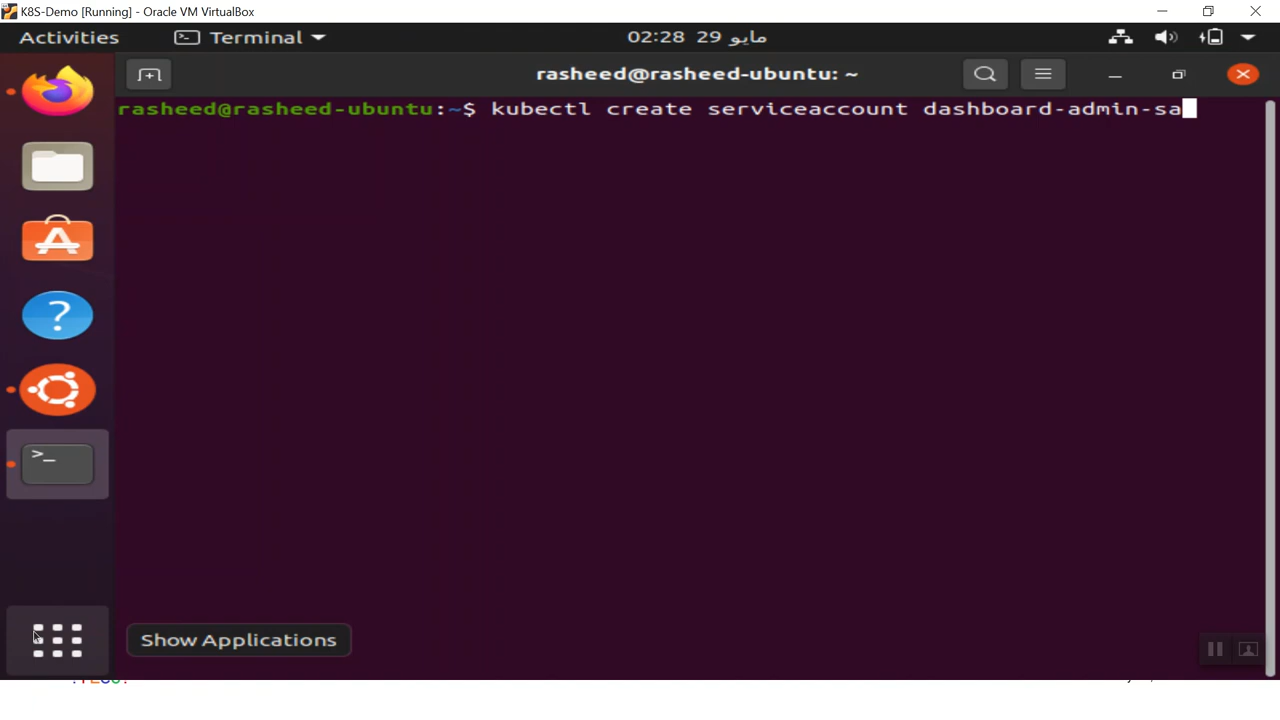 K8S-Demo [Running] - Oracle VM VirtualBox
Activities
Terminal
02:28 29 مايو
rasheed@rasheed-ubuntu: ~
rasheed@rasheed-ubuntu:~$ kubectl create serviceaccount dashboard-admin-sa
Show Applications